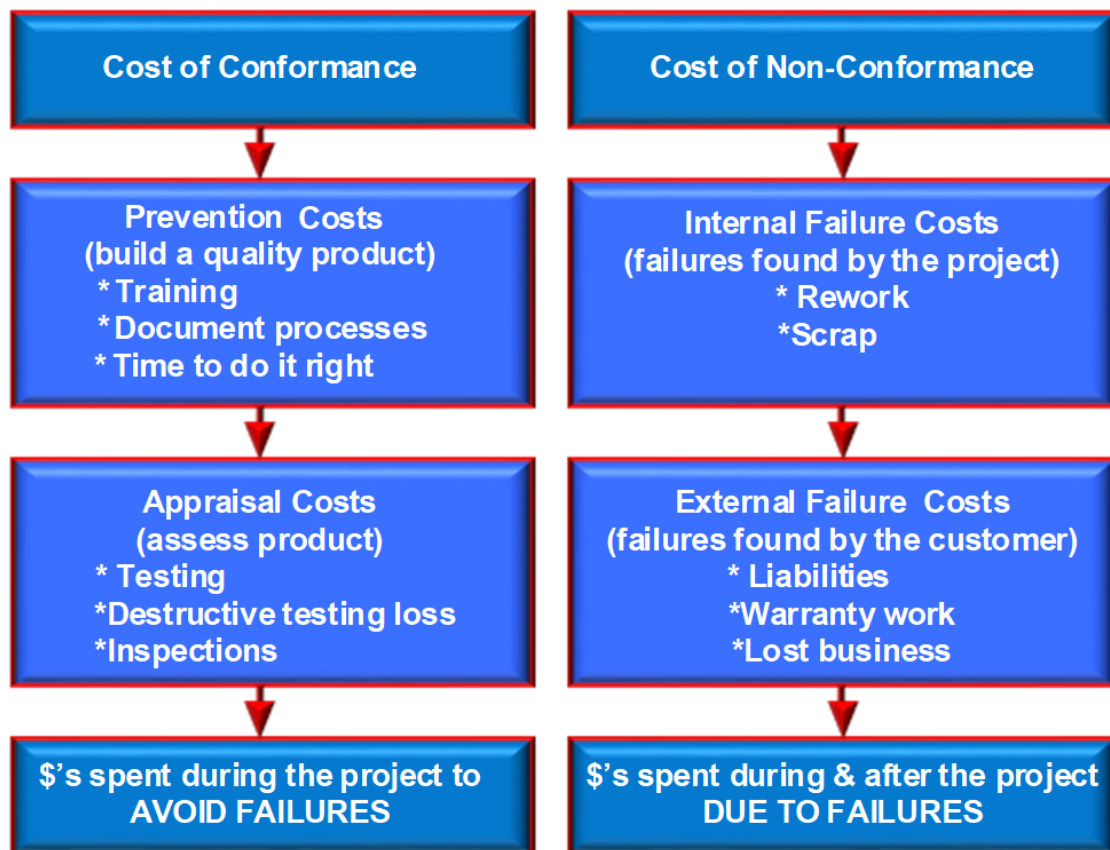 Cost of Conformance
Prevention Costs
(build a quality product)
* Training
* Document processes
* Time to do it right
Appraisal Costs
(assess product)
* Testing
*Destructive testing loss
*Inspections
$’s spent during the project to
AVOID FAILURES
Cost of Non-Conformance
Internal Failure Costs
(failures found by the project)
* Rework
*Scrap
External Failure Costs
(failures found by the customer)
* Liabilities
*Warranty work
*Lost business
$’s spent during & after the project
DUE TO FAILURES